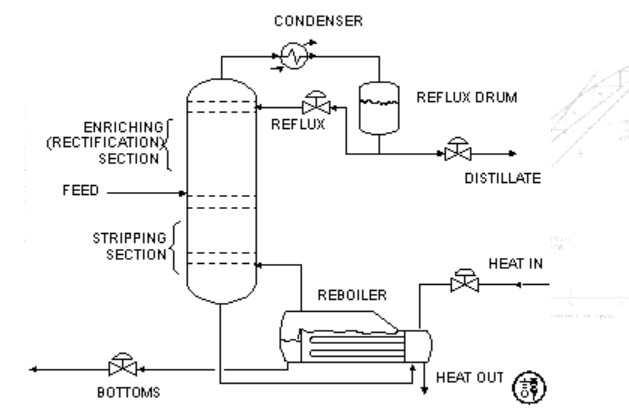 CONDENSER
REFLUX DRUM
REFLUX
DISTILLATE
ENRICHING
(RECTIFICATION)
SECTION
FEED
STRIPPING
SECTION
HEAT IN
REBOILER
HEAT OUT
BOTTOMS